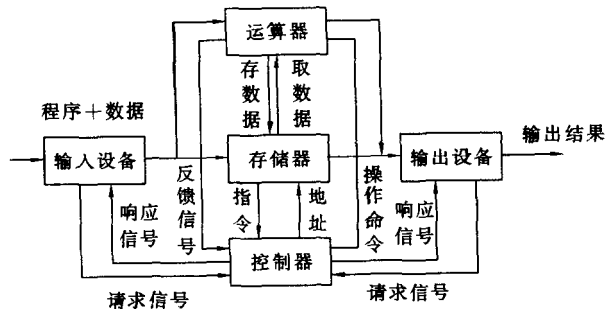 运算器
存数据
取数据
程序＋数据
输入设备
存储器
输出设备
输出结果
反馈信号
操作命令
指令
地址
响应
信号
响应
信号
控制器
请求信号
请求信号